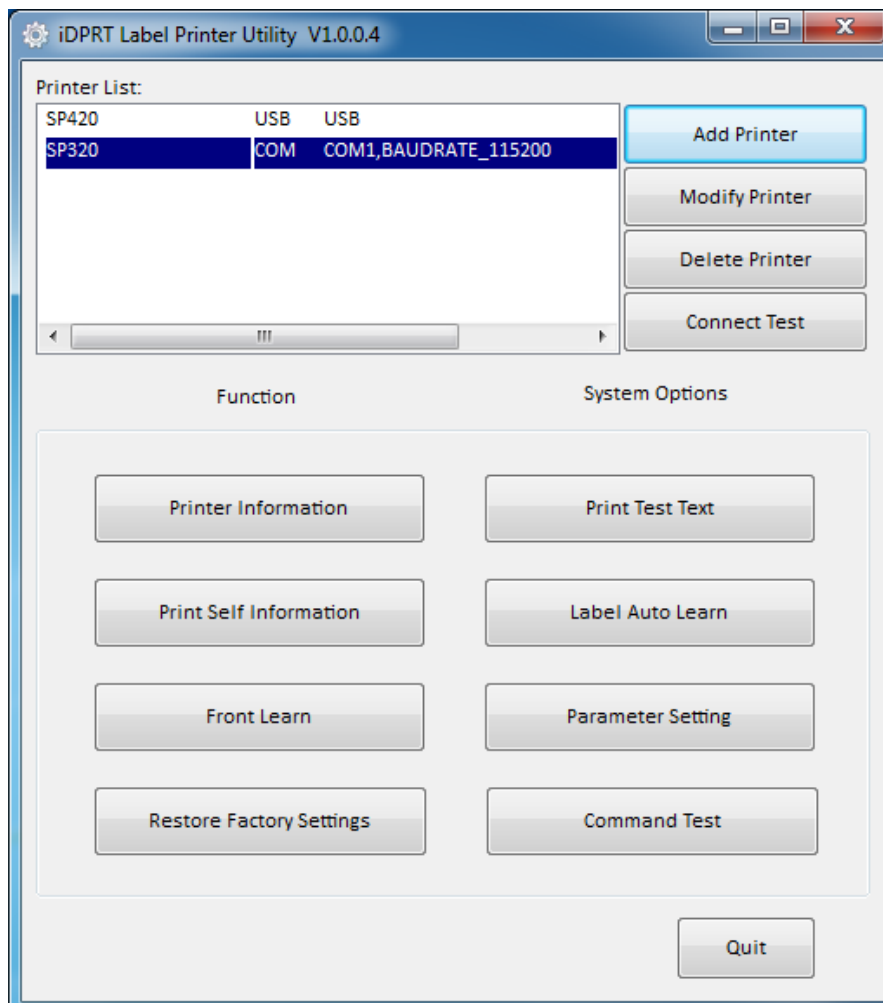 iDPRT Label Printer Utility V1.0.0.4
Printer List:
SP420 USB USB
SP320 COM COM1,BAUDRATE_115200
Add Printer
Modify Printer
Delete Printer
Connect Test
Function System Options
Printer Information Print Test Text
Print Self Information Label Auto Learn
Front Learn Parameter Setting
Restore Factory Settings Command Test
Quit